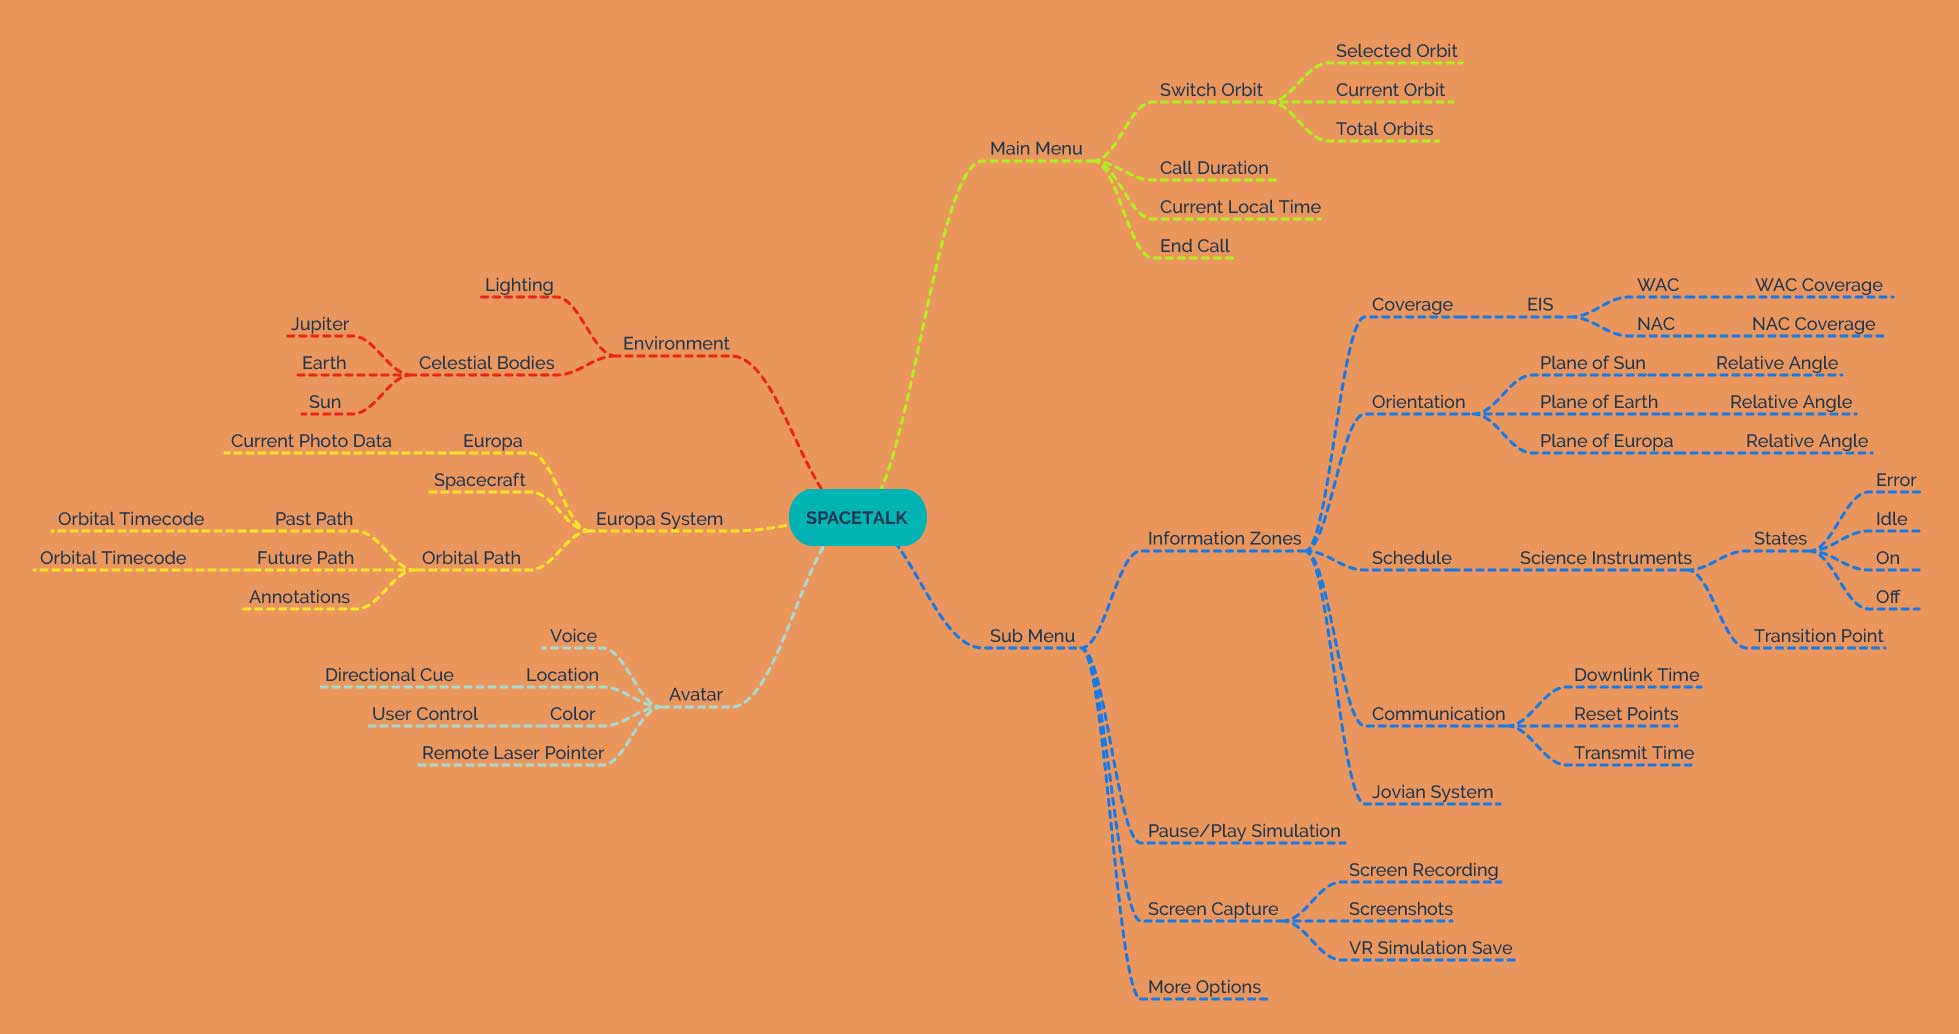 SPACETALK
Main Menu
Switch Orbit
Selected Orbit
Current Orbit
Total Orbits
Call Duration
Current Local Time
End Call
Environment
Lighting
Celestial Bodies
Jupiter
Earth
Sun
Europa System
Europa
Current Photo Data
Spacecraft
Orbital Path
Past Path
Orbital Timecode
Future Path
Orbital Timecode
Annotations
Avatar
Voice
Location
Directional Cue
Color
User Control
Remote Laser Pointer
Sub Menu
Information Zones
Coverage
EIS
WAC
WAC Coverage
NAC
NAC Coverage
Orientation
Plane of Sun
Relative Angle
Plane of Earth
Relative Angle
Plane of Europa
Relative Angle
Schedule
Science Instruments
States
Error
Idle
On
Off
Transition Point
Communication
Downlink Time
Reset Points
Transmit Time
Jovian System
Pause/Play Simulation
Screen Capture
Screen Recording
Screenshots
VR Simulation Save
More Options